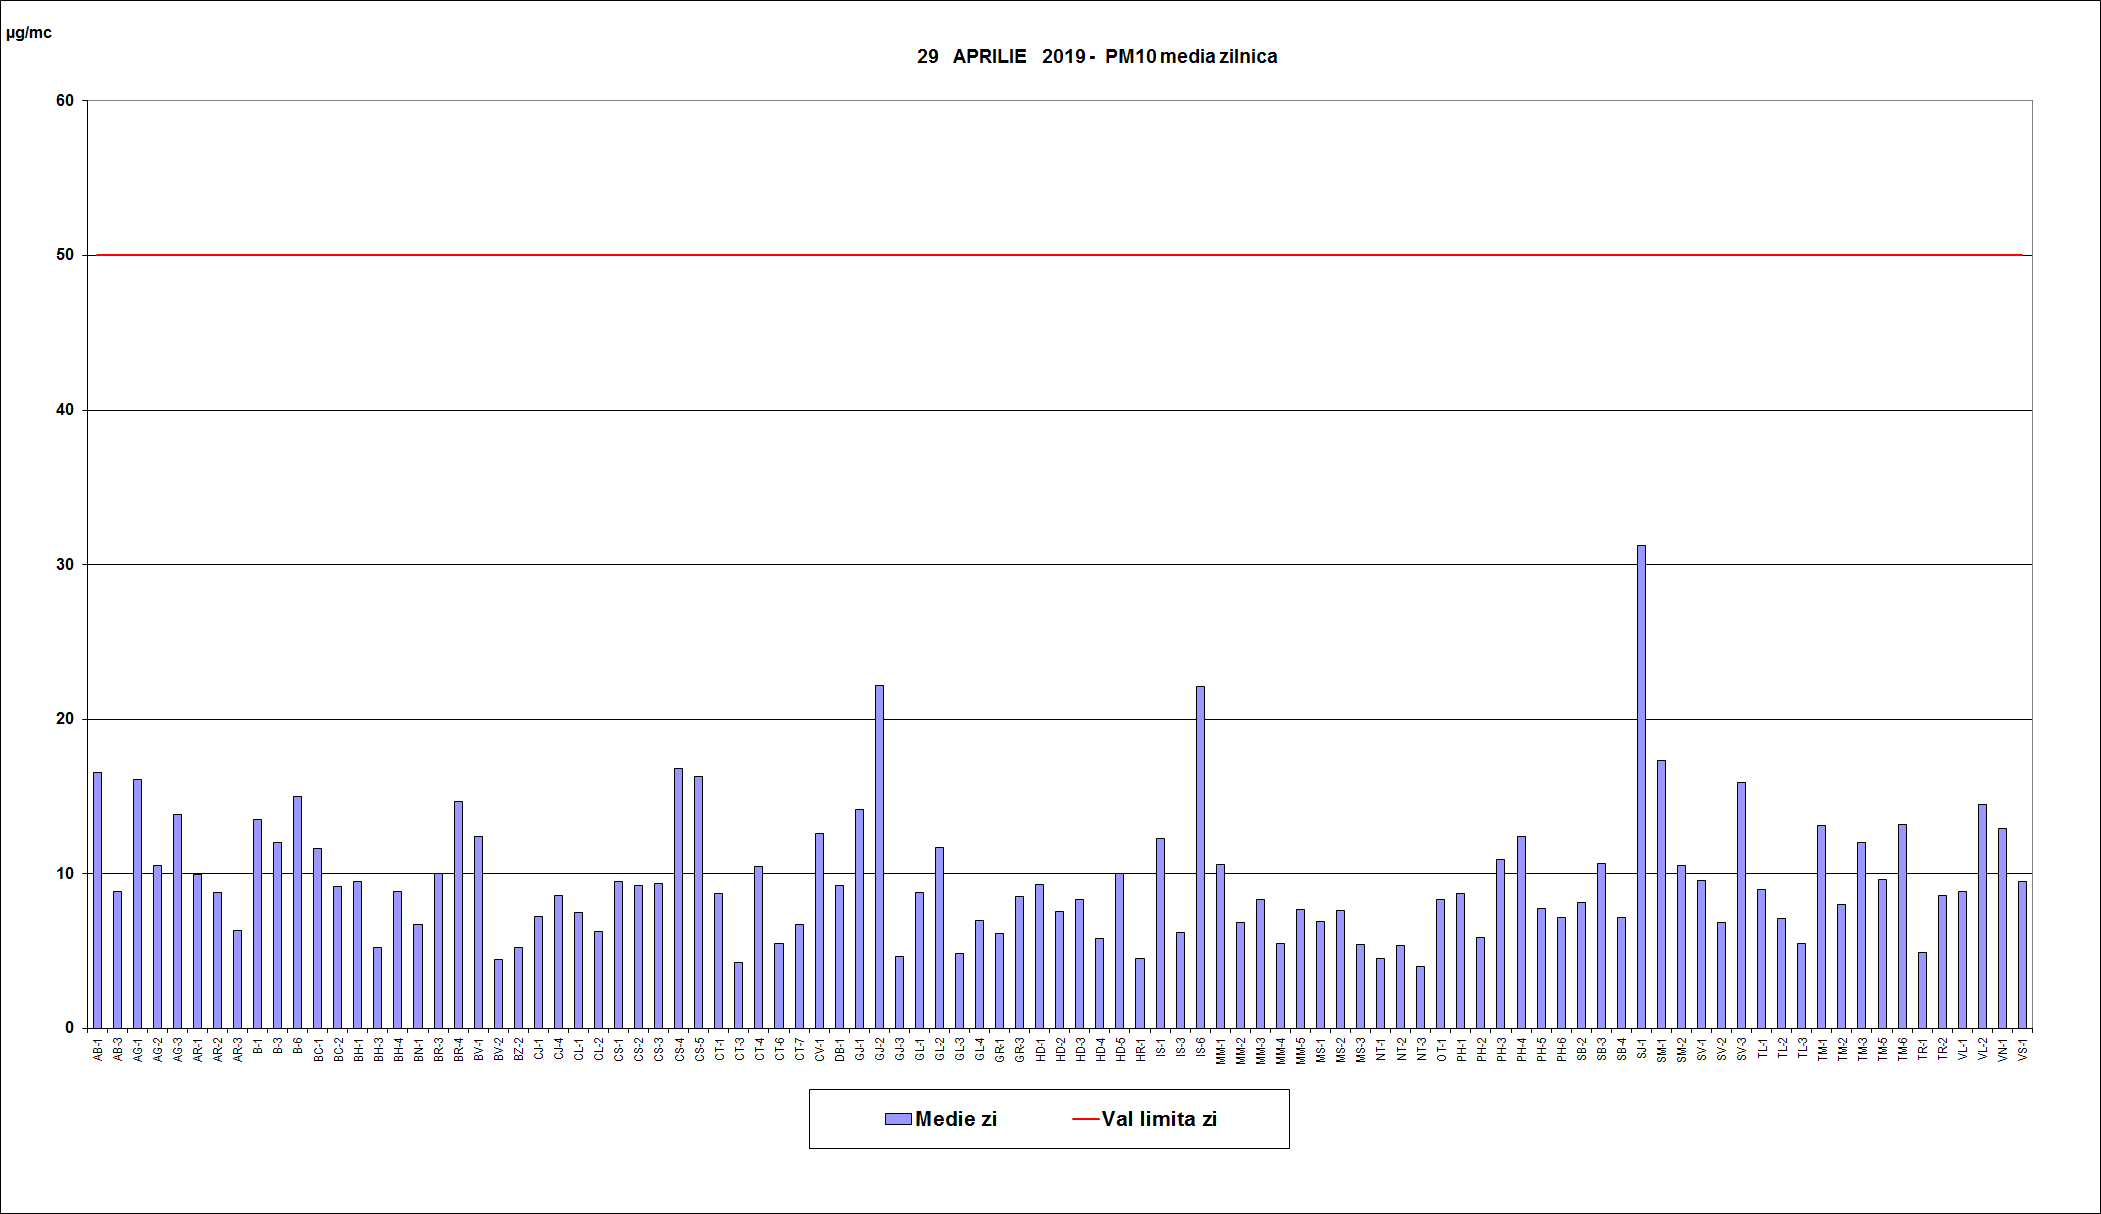 µg/mc
29 APRILIE 2019 - PM10 media zilnica
60
50
40
30
20
10
0
AB-1 AB-3 AG-1 AG-2 AG-3 AR-1 AR-2 AR-3 B-1 B-3 B-6 BC-1 BC-2 BH-1 BH-3 BH-4 BN-1 BR-3 BR-4 BV-1 BV-2 BZ-2 CJ-1 CJ-4 CL-1 CL-2 CS-1 CS-2 CS-3 CS-4 CS-5 CT-1 CT-3 CT-4 CT-6 CT-7 CV-1 DB-1 GJ-1 GJ-2 GJ-3 GL-1 GL-2 GL-3 GL-4 GR-1 GR-3 HD-1 HD-2 HD-3 HD-4 HD-5 HR-1 IS-1 IS-3 IS-6 MM-1 MM-2 MM-3 MM-4 MM-5 MS-1 MS-2 MS-3 NT-1 NT-2 NT-3 OT-1 PH-1 PH-2 PH-3 PH-4 PH-5 PH-6 SB-2 SB-3 SB-4 SJ-1 SM-1 SM-2 SV-1 SV-2 SV-3 TL-1 TL-2 TL-3 TM-1 TM-2 TM-3 TM-5 TM-6 TR-1 TR-2 VL-1 VL-2 VN-1 VS-1
Medie zi Val limita zi